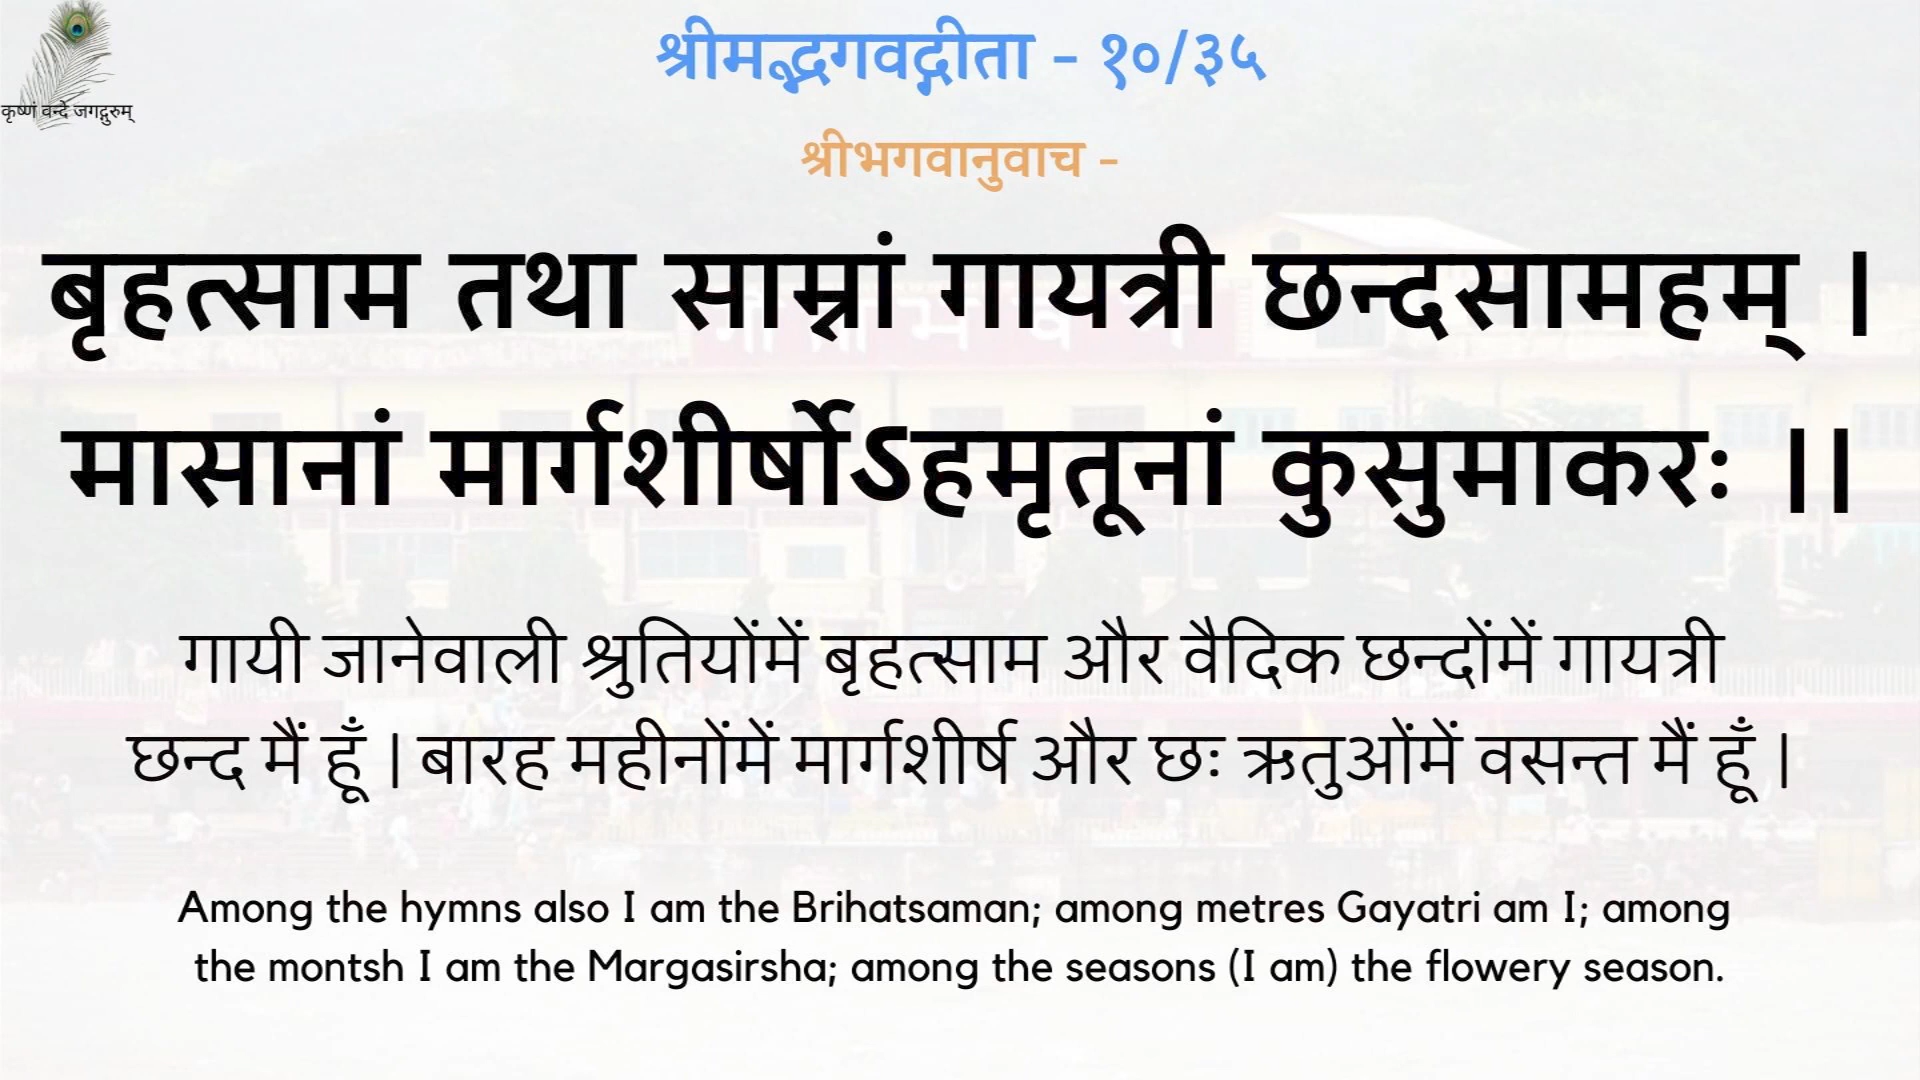 श्रीमद्भगवद्गीता - १०/३५
कृष्णं वन्दे जगद्गुरुम्
श्रीभगवानुवाच -
बृहत्साम तथा साम्नां गायत्री छन्दसामहम् ।
मासानां मार्गशीर्षोऽहमृतूनां कुसुमाकरः ।।
गायी जानेवाली श्रुतियोंमें बृहत्साम और वैदिक छन्दोंमें गायत्री
छन्द मैं हूँ | बारह महीनोंमें मार्गशीर्ष और छः ऋतुओंमें वसन्त मैं हूँ |
Among the hymns also I am the Brihatsaman; among metres Gayatri am I; among
the montsh I am the Margasirsha; among the seasons (I am) the flowery season.